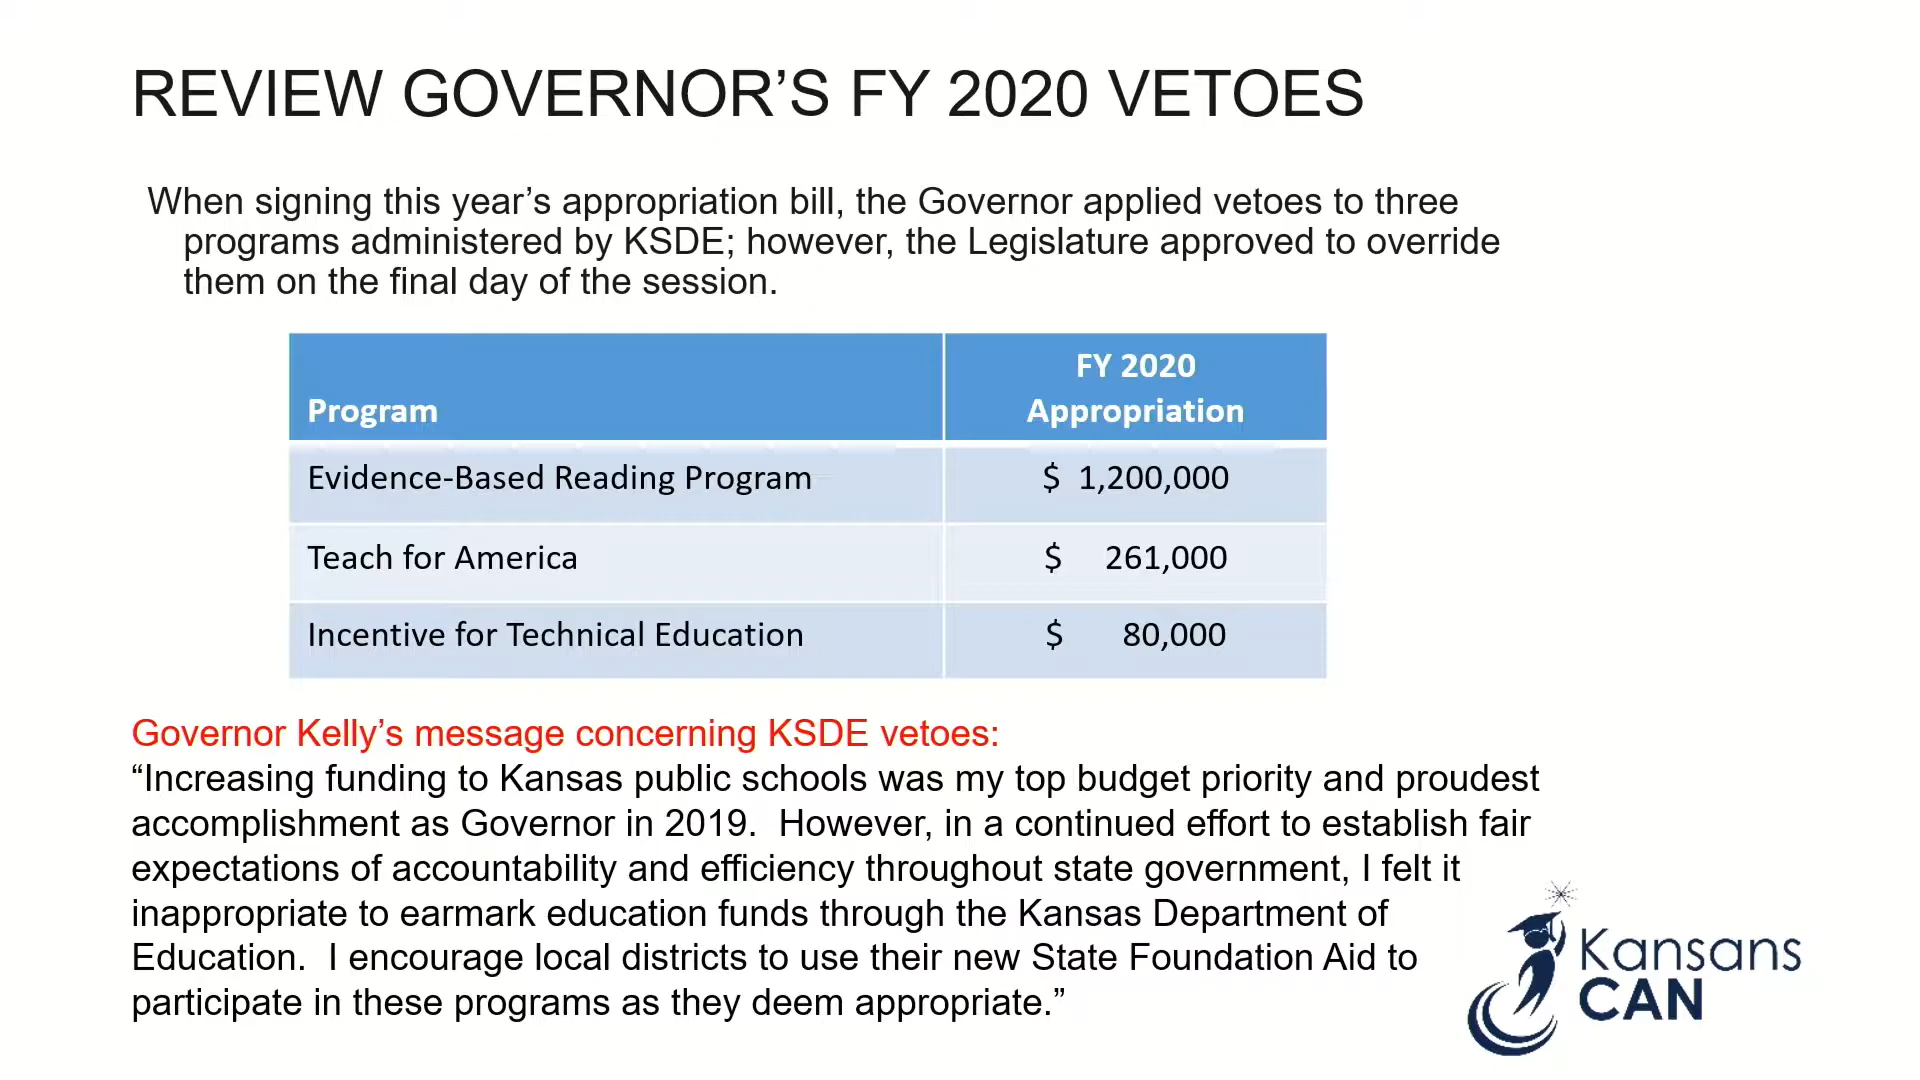 REVIEW GOVERNOR’S FY 2020 VETOES
When signing this year’s appropriation bill, the Governor applied vetoes to three
programs administered by KSDE; however, the Legislature approved to override
them on the final day of the session.
Program
FY 2020
Appropriation
Evidence-Based Reading Program $ 1,200,000
Teach for America $ 261,000
Incentive for Technical Education $ 80,000
Governor Kelly’s message concerning KSDE vetoes:
“Increasing funding to Kansas public schools was my top budget priority and proudest
accomplishment as Governor in 2019.  However, in a continued effort to establish fair
expectations of accountability and efficiency throughout state government, I felt it
inappropriate to earmark education funds through the Kansas Department of
Education.  I encourage local districts to use their new State Foundation Aid to
participate in these programs as they deem appropriate.”
Kansans
CAN